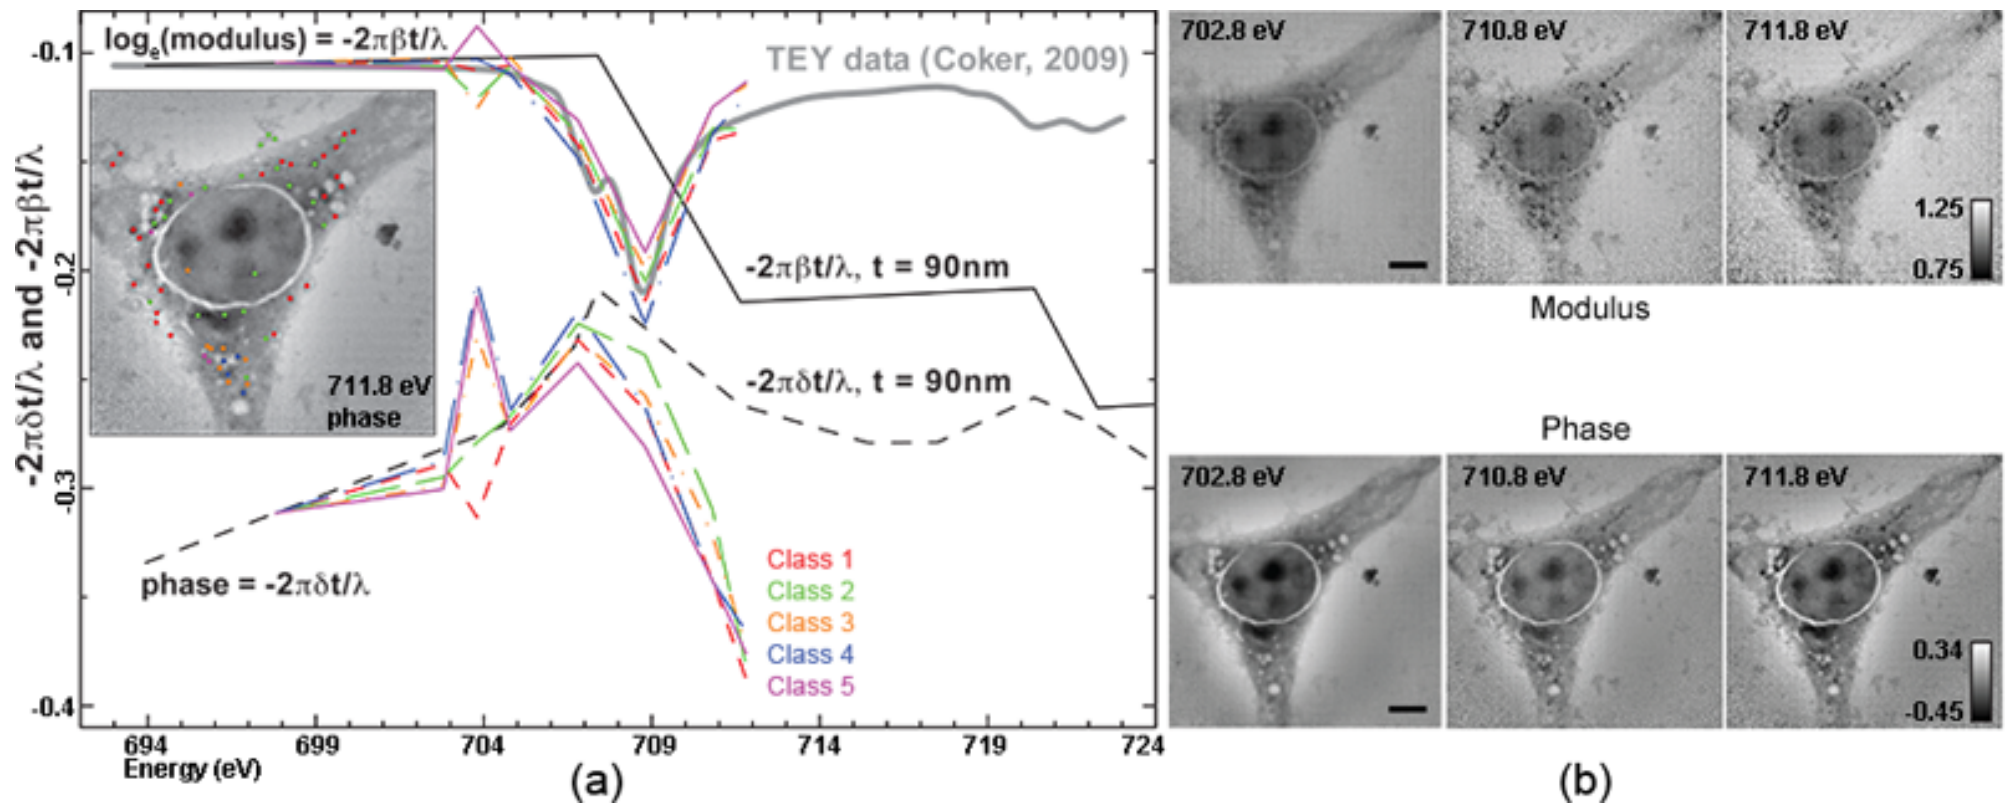 logₑ(modulus) = -2πβt/λ
TEY data (Coker, 2009)
-2πδt/λ and -2πβt/λ
-0.1
-0.2
-0.3
-0.4
711.8 eV
phase
-2πβt/λ, t = 90nm
-2πδt/λ, t = 90nm
phase = -2πδt/λ
Class 1
Class 2
Class 3
Class 4
Class 5
694 699 704 709 714 719 724
Energy (eV)
(a)
702.8 eV 710.8 eV 711.8 eV
1.25
0.75
Modulus
Phase
702.8 eV 710.8 eV 711.8 eV
0.34
-0.45
(b)